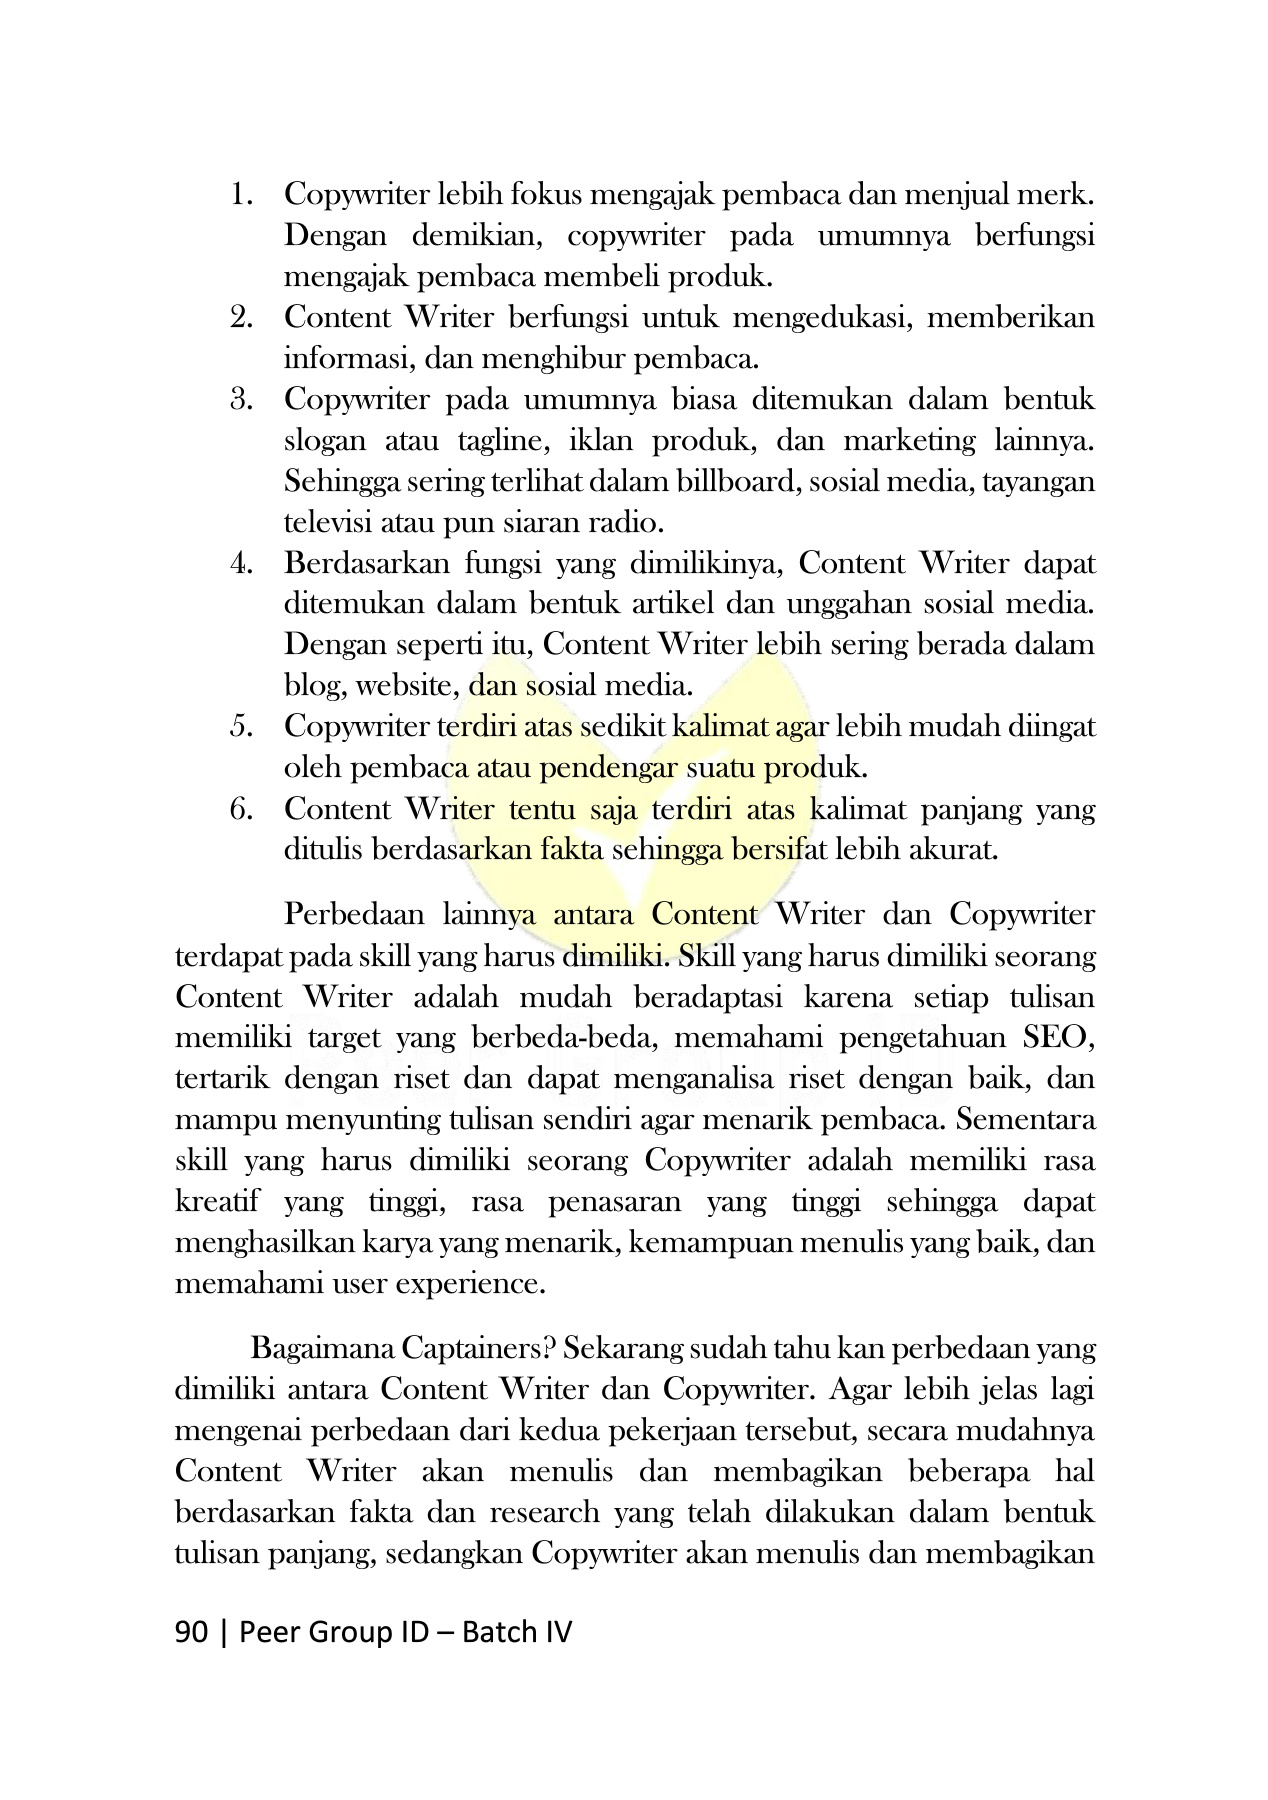 1. Copywriter lebih fokus mengajak pembaca dan menjual merk.
Dengan demikian, copywriter pada umumnya berfungsi
mengajak pembaca membeli produk.
2. Content Writer berfungsi untuk mengedukasi, memberikan
informasi, dan menghibur pembaca.
3. Copywriter pada umumnya biasa ditemukan dalam bentuk
slogan atau tagline, iklan produk, dan marketing lainnya.
Sehingga sering terlihat dalam billboard, sosial media, tayangan
televisi atau pun siaran radio.
4. Berdasarkan fungsi yang dimilikinya, Content Writer dapat
ditemukan dalam bentuk artikel dan unggahan sosial media.
Dengan seperti itu, Content Writer lebih sering berada dalam
blog, website, dan sosial media.
5. Copywriter terdiri atas sedikit kalimat agar lebih mudah diingat
oleh pembaca atau pendengar suatu produk.
6. Content Writer tentu saja terdiri atas kalimat panjang yang
ditulis berdasarkan fakta sehingga bersifat lebih akurat.
Perbedaan lainnya antara Content Writer dan Copywriter
terdapat pada skill yang harus dimiliki. Skill yang harus dimiliki seorang
Content Writer adalah mudah beradaptasi karena setiap tulisan
memiliki target yang berbeda-beda, memahami pengetahuan SEO,
tertarik dengan riset dan dapat menganalisa riset dengan baik, dan
mampu menyunting tulisan sendiri agar menarik pembaca. Sementara
skill yang harus dimiliki seorang Copywriter adalah memiliki rasa
kreatif yang tinggi, rasa penasaran yang tinggi sehingga dapat
menghasilkan karya yang menarik, kemampuan menulis yang baik, dan
memahami user experience.
Bagaimana Captainers? Sekarang sudah tahu kan perbedaan yang
dimiliki antara Content Writer dan Copywriter. Agar lebih jelas lagi
mengenai perbedaan dari kedua pekerjaan tersebut, secara mudahnya
Content Writer akan menulis dan membagikan beberapa hal
berdasarkan fakta dan research yang telah dilakukan dalam bentuk
tulisan panjang, sedangkan Copywriter akan menulis dan membagikan
90 | Peer Group ID – Batch IV